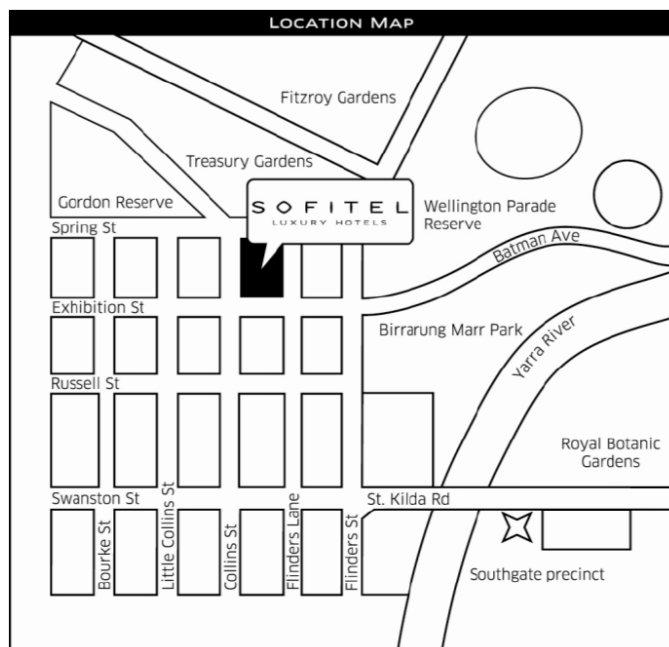 LOCATION MAP
Fitzroy Gardens
Treasury Gardens
Gordon Reserve
SOFITEL
LUXURY HOTELS
Wellington Parade
Reserve
Spring St
Batman Ave
Exhibition St
Birrarung Marr Park
Yarra River
Russell St
Royal Botanic
Gardens
Swanston St
St. Kilda Rd
Bourke St
Little Collins St
Collins St
Flinders Lane
Flinders St
Southgate precinct